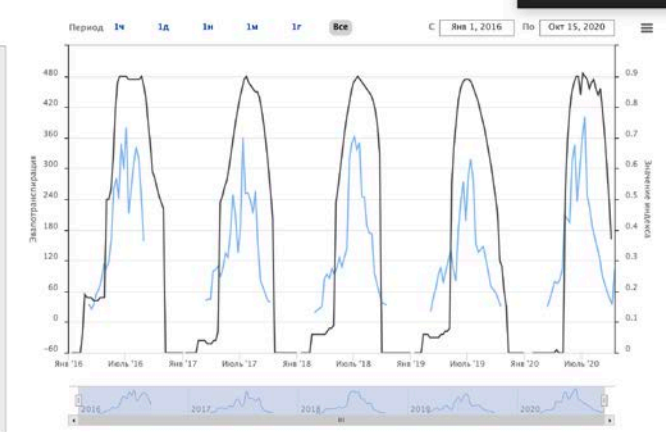 Период 1ч 1д 1н 1м 1г Все С Янв 1, 2016 По Окт 15, 2020
480 0.9
420 0.8
360 0.7
300 0.6
240 0.5
180 0.4
120 0.3
60 0.2
0 0.1
-60 0
Эвапотранспирация
Значение индекса
Янв '16 Июль '16 Янв '17 Июль '17 Янв '18 Июль '18 Янв '19 Июль '19 Янв '20 Июль '20
2016 2017 2018 2019 2020